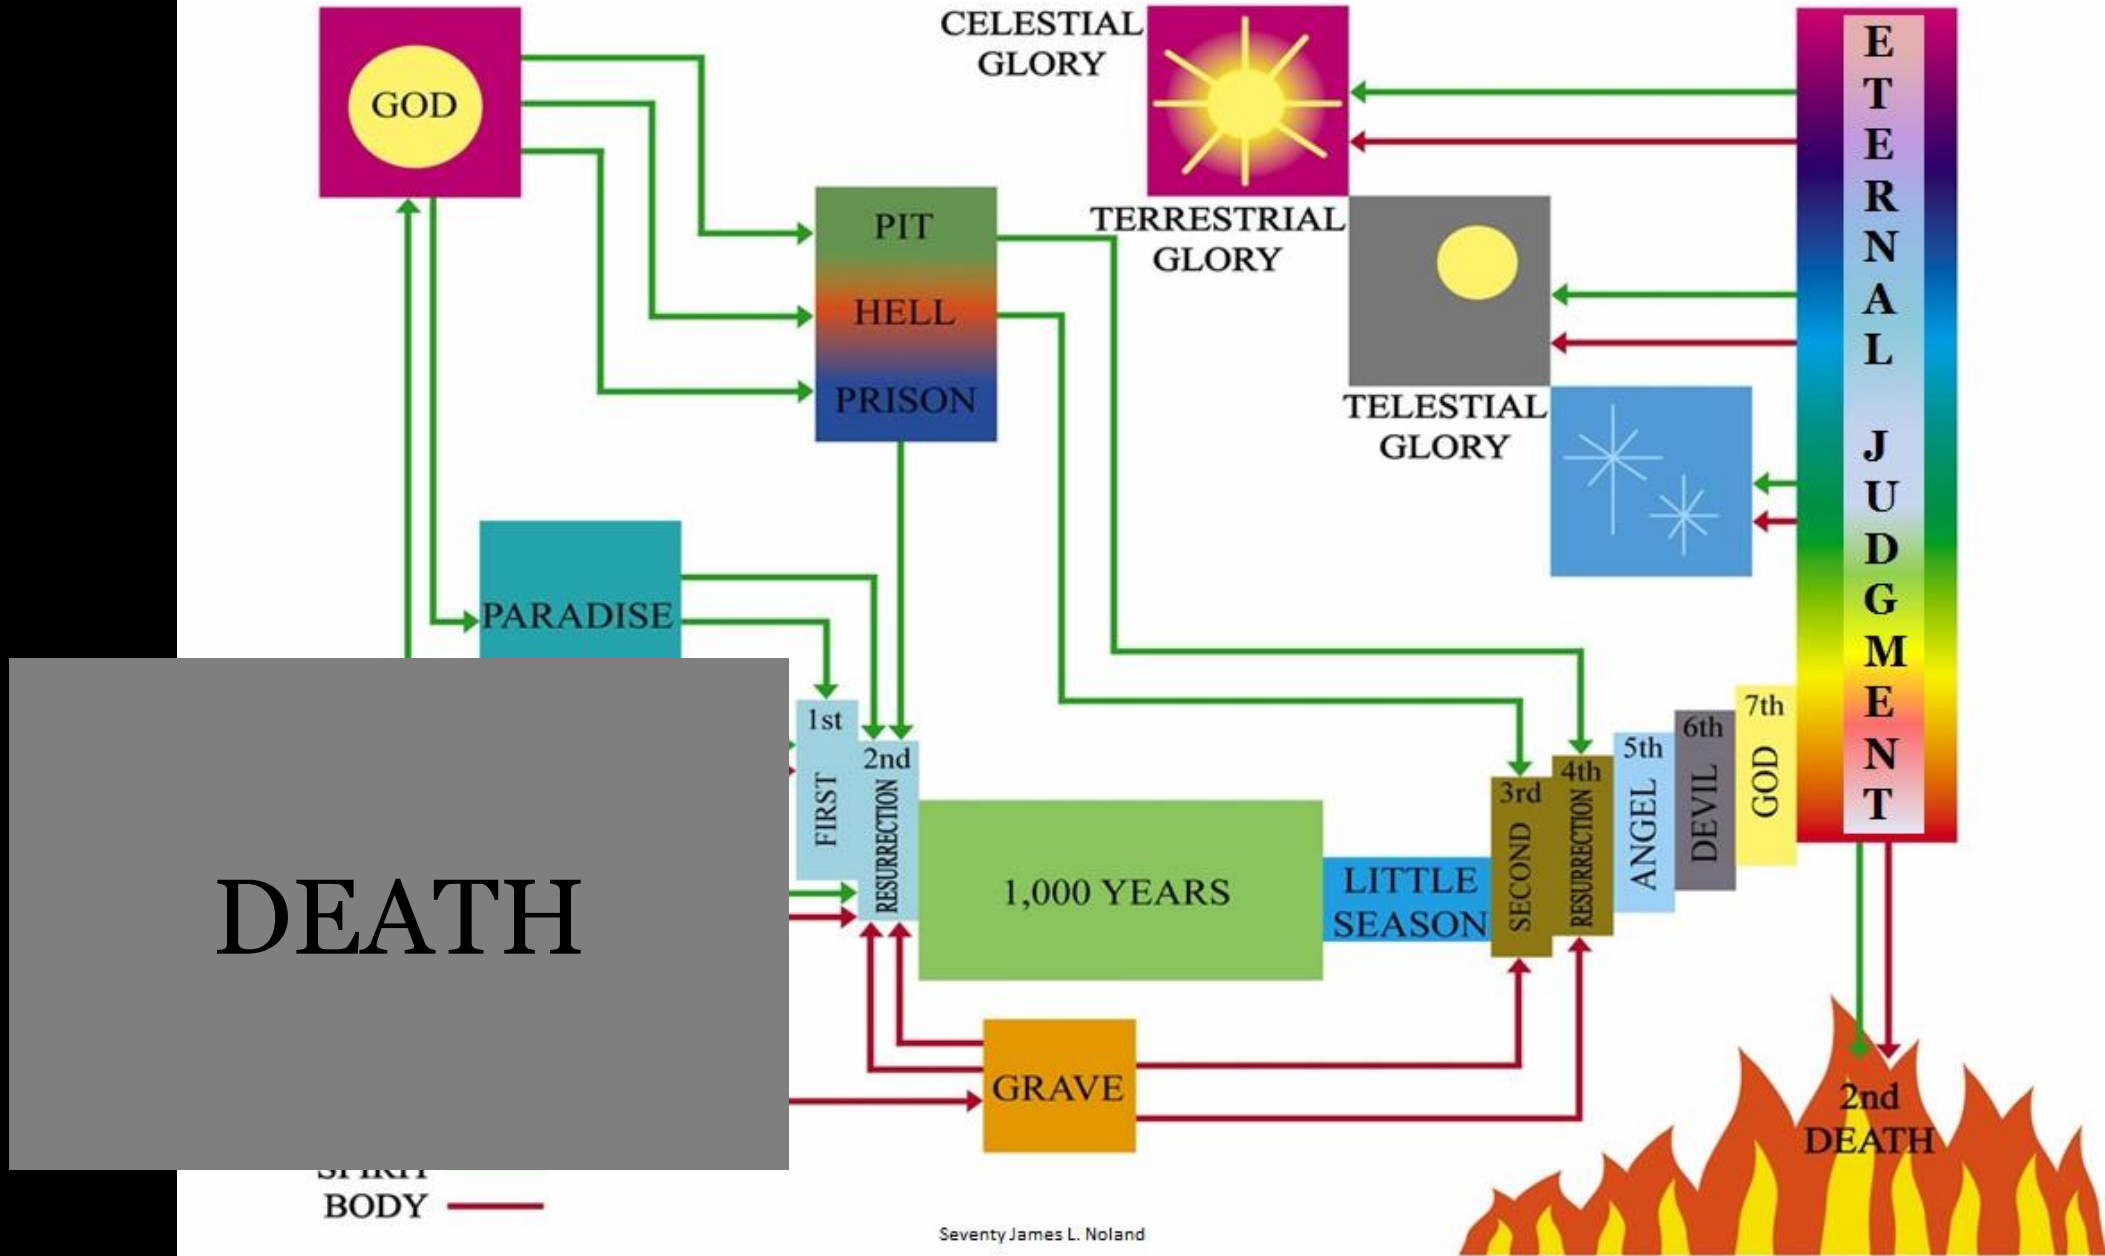 CELESTIAL
GLORY
GOD
PIT
HELL
PRISON
TERRESTRIAL
GLORY
TELESTIAL
GLORY
ETERNAL JUDGMENT
PARADISE
1st
FIRST
2nd
RESURRECTION
1,000 YEARS
LITTLE
SEASON
3rd
SECOND
4th
RESURRECTION
5th
ANGEL
6th
DEVIL
7th
GOD
DEATH
GRAVE
2nd
DEATH
SPIRIT
BODY
Seventy James L. Noland